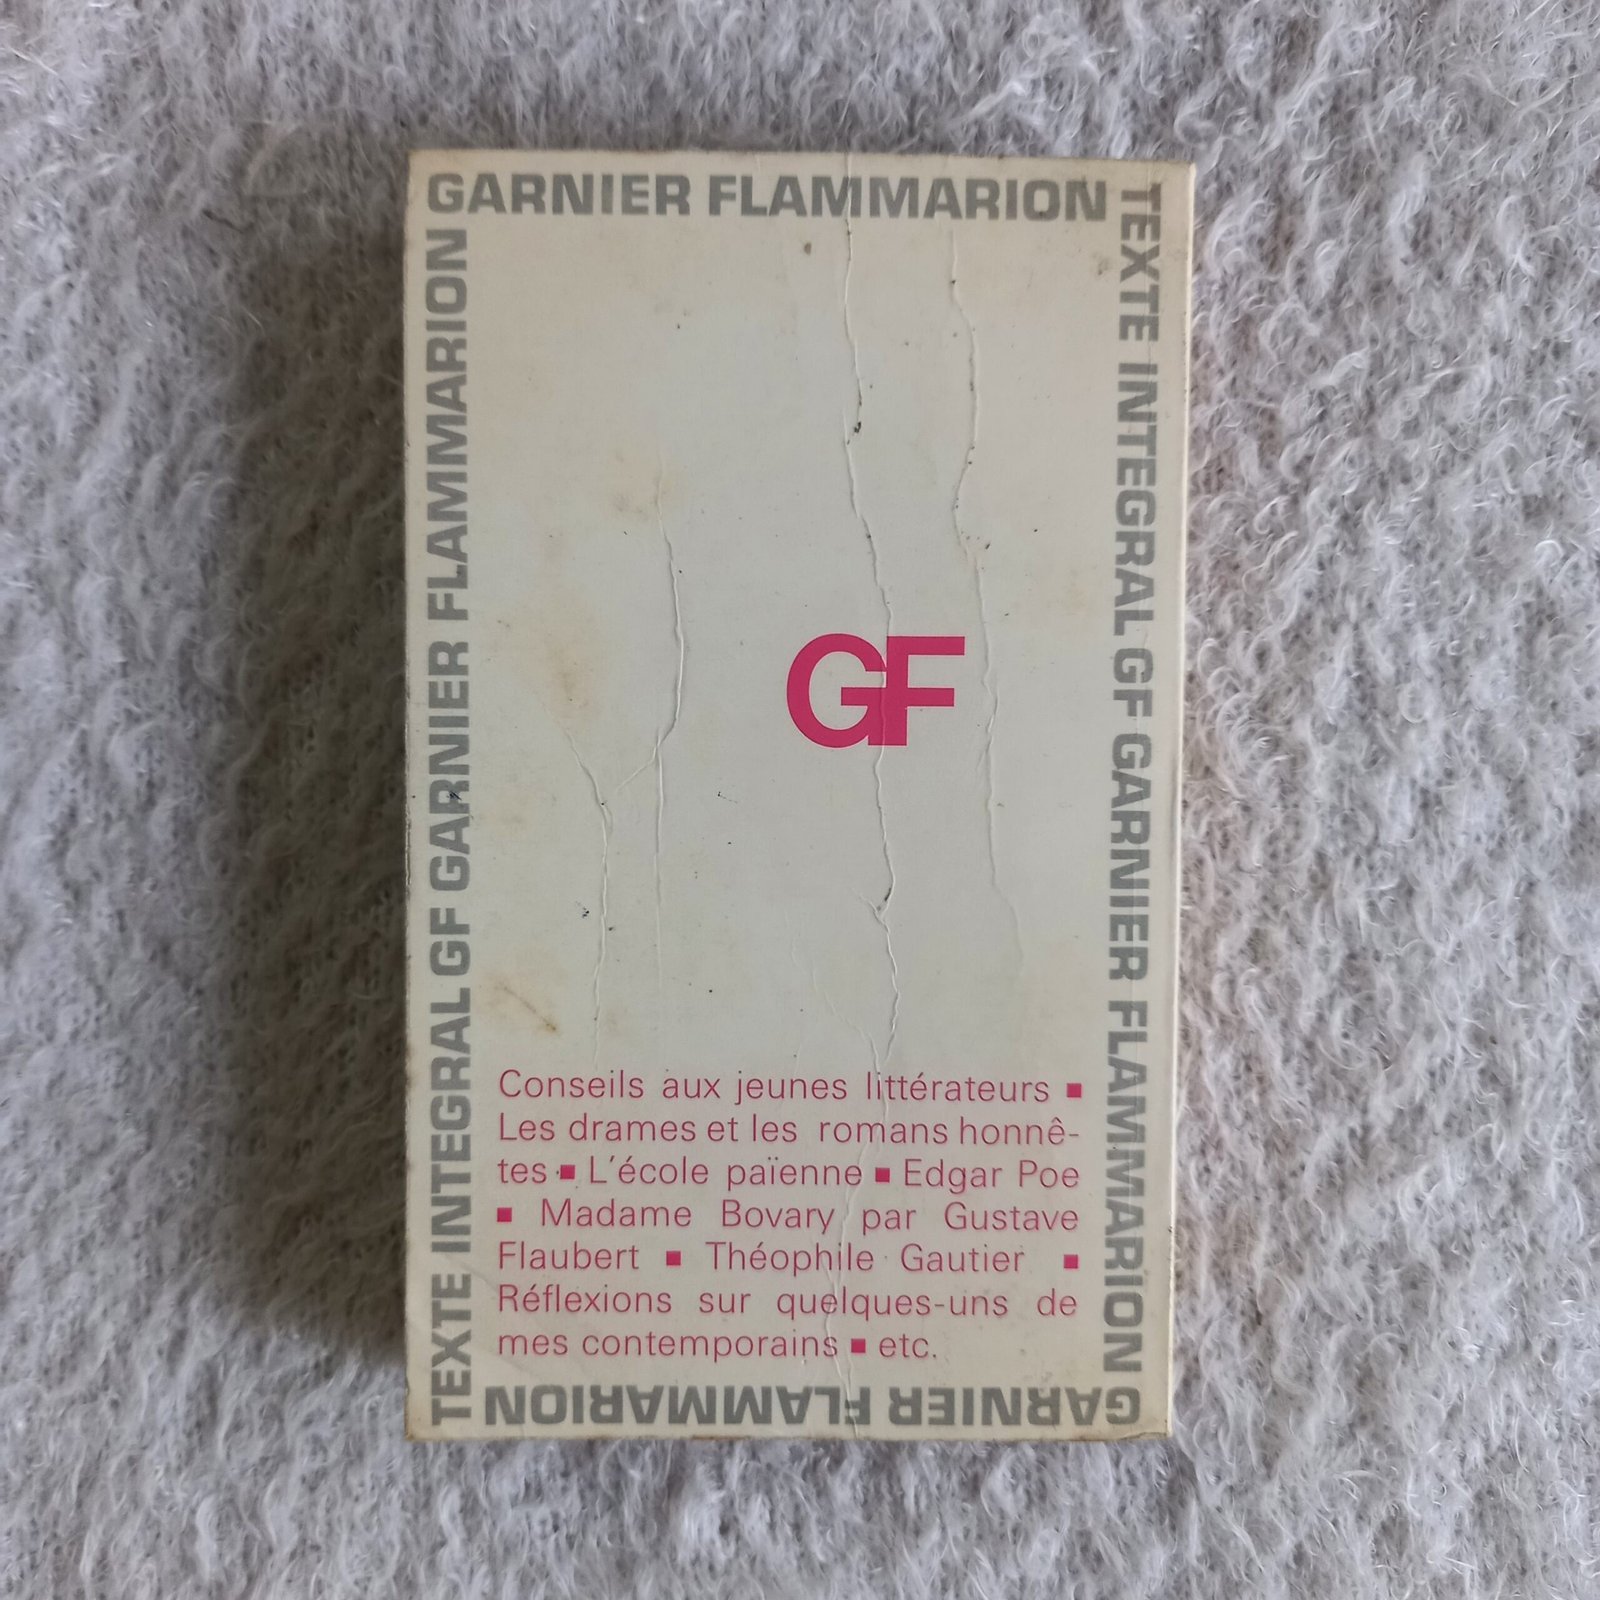 GARNIER FLAMMARION
TEXTE INTEGRAL GF GARNIER FLAMMARION
GARNIER FLAMMARION
TEXTE INTEGRAL GF GARNIER FLAMMARION
GF
Conseils aux jeunes littérateurs ■
Les drames et les romans honnê-
tes ■ L'école païenne ■ Edgar Poe
■ Madame Bovary par Gustave
Flaubert ■ Théophile Gautier ■
Réflexions sur quelques-uns de
mes contemporains ■ etc.